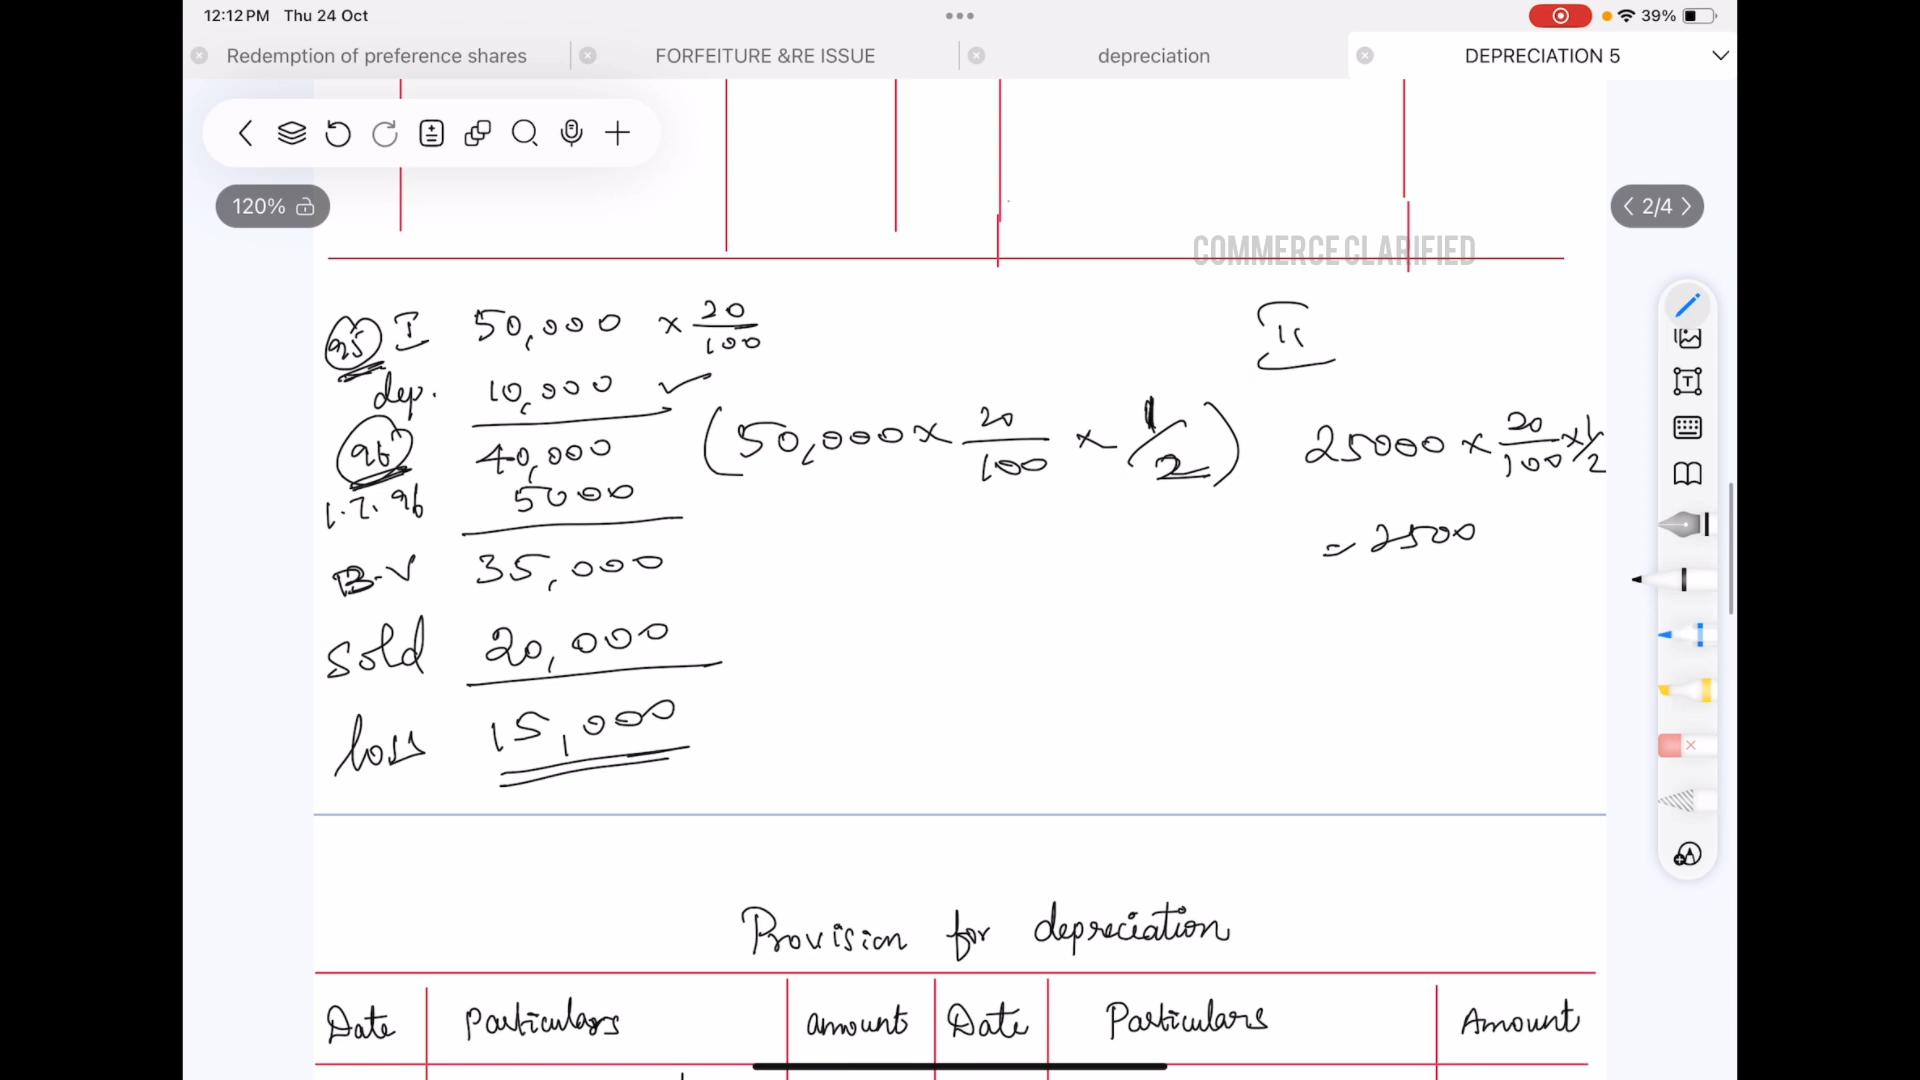 12:12 PM Thu 24 Oct
39%
Redemption of preference shares
FORFEITURE &RE ISSUE
depreciation
DEPRECIATION 5
120%
2/4
COMMERCE CLARIFIED
95 I 50,000 x 20/100
dep. 10,000 ✓
96 40,000 (50,000 x 20/100 x 1/2)
1.7.96 5000
B.V 35,000
sold 20,000
loss 15,000
II
25000 x 20/100 x 1/2
= 2500
Provision for depreciation
Date Particulars amount Date Particulars Amount